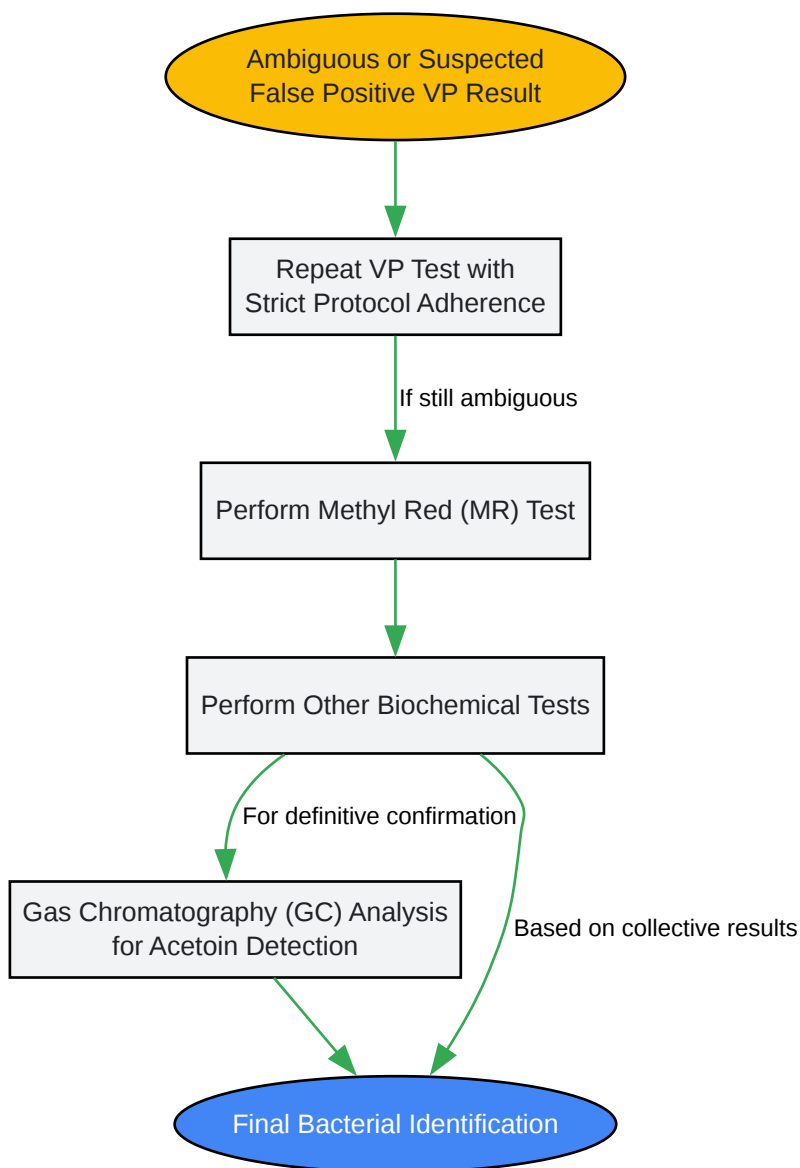 Ambiguous or Suspected
False Positive VP Result
Repeat VP Test with
Strict Protocol Adherence
If still ambiguous
Perform Methyl Red (MR) Test
Perform Other Biochemical Tests
For definitive confirmation
Gas Chromatography (GC) Analysis
for Acetoin Detection
Based on collective results
Final Bacterial Identification